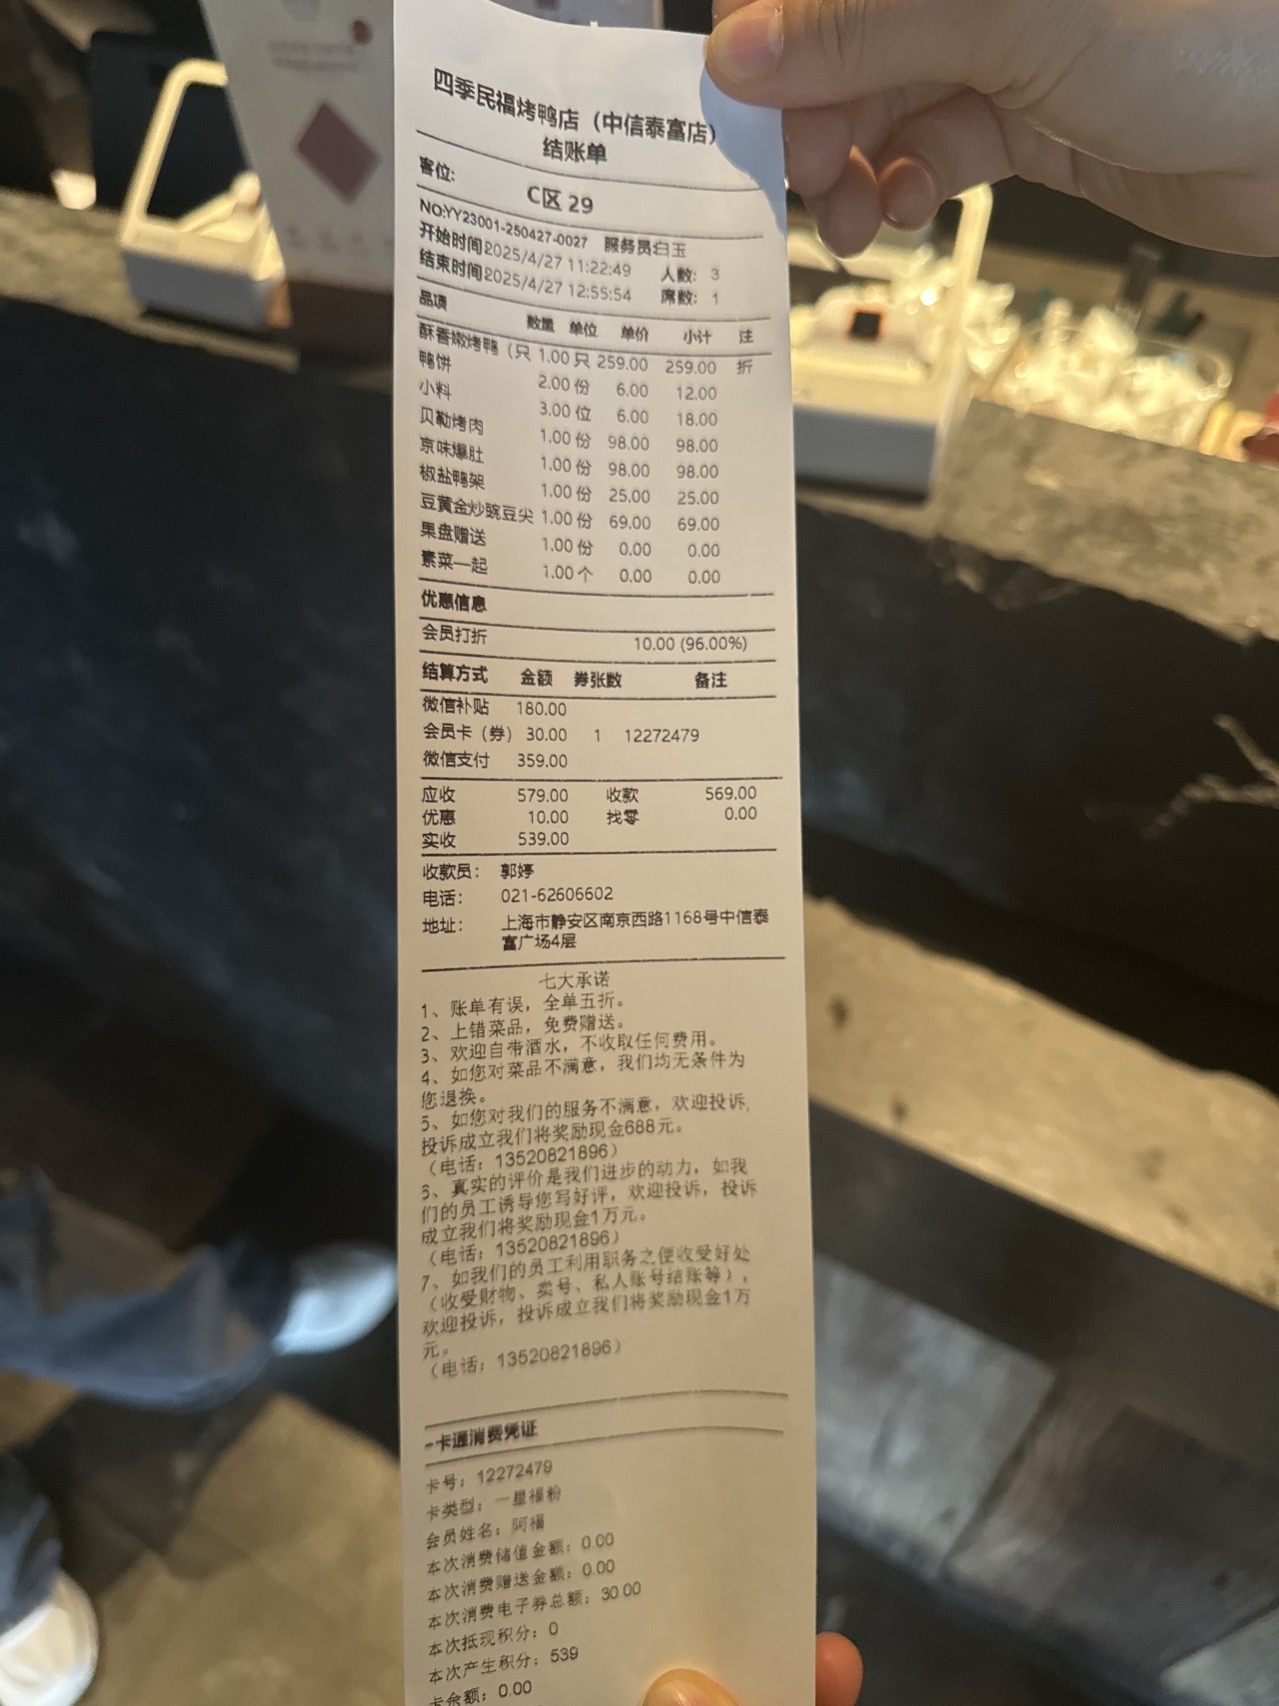 四季民福烤鸭店（中信泰富店）
结账单
客位： C区 29
NO:YY23001-250427-0027 服务员:白玉
开始时间 2025/4/27 11:22:49 人数： 3
结束时间 2025/4/27 12:55:54 席数： 1
品项 数量 单位 单价 小计 注
酥香嫩烤鸭（只 1.00 只 259.00 259.00 折
鸭饼 2.00 份 6.00 12.00
小料 3.00 位 6.00 18.00
贝勒烤肉 1.00 份 98.00 98.00
京味爆肚 1.00 份 98.00 98.00
椒盐鸭架 1.00 份 25.00 25.00
豆黄金炒豌豆尖 1.00 份 69.00 69.00
果盘赠送 1.00 份 0.00 0.00
素菜一起 1.00 个 0.00 0.00
优惠信息
会员打折 10.00 (96.00%)
结算方式 金额 券张数 备注
微信补贴 180.00
会员卡（券） 30.00 1 12272479
微信支付 359.00
应收 579.00 收款 569.00
优惠 10.00 找零 0.00
实收 539.00
收款员： 郭婷
电话： 021-62606602
地址： 上海市静安区南京西路1168号中信泰
富广场4层
七大承诺
1、账单有误，全单五折。
2、上错菜品，免费赠送。
3、欢迎自带酒水，不收取任何费用。
4、如您对菜品不满意，我们均无条件为
您退换。
5、如您对我们的服务不满意，欢迎投诉，
投诉成立我们将奖励现金688元。
（电话：13520821896）
6、真实的评价是我们进步的动力，如我
们的员工诱导您写好评，欢迎投诉，投诉
成立我们将奖励现金1万元。
（电话：13520821896）
7、如我们的员工利用职务之便收受好处
（收受财物、卖号、私人账号结账等），
欢迎投诉，投诉成立我们将奖励现金1万
元。
（电话：13520821896）
-卡通消费凭证
卡号：12272479
卡类型：一星福粉
会员姓名：阿福
本次消费储值金额：0.00
本次消费赠送金额：0.00
本次消费电子券总额：30.00
本次抵现积分：0
本次产生积分：539
卡余额：0.00